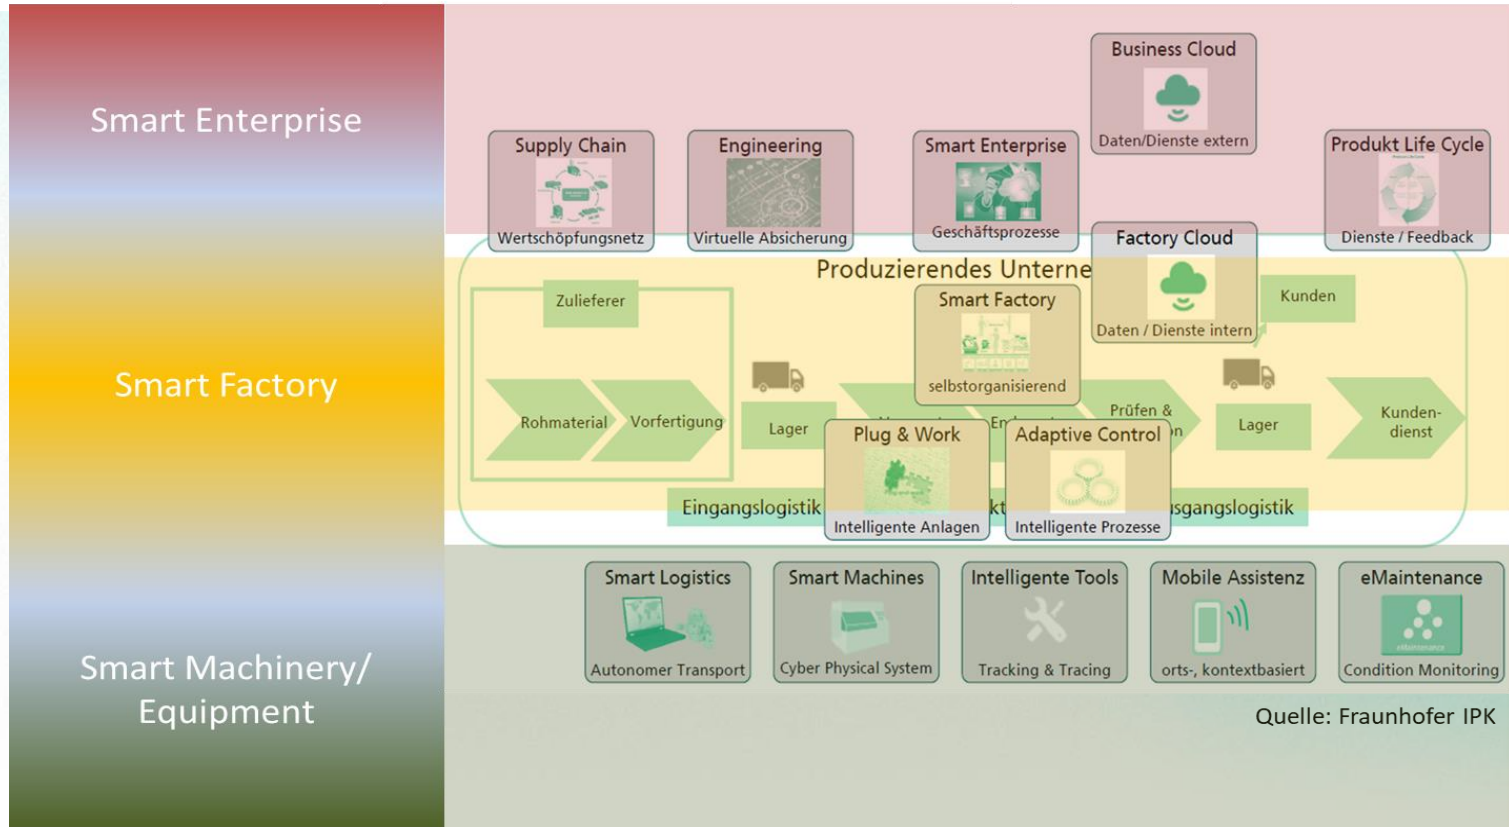 Smart Enterprise
Business Cloud
Daten/Dienste extern
Supply Chain
Wertschöpfungsnetz
Engineering
Virtuelle Absicherung
Smart Enterprise
Geschäftsprozesse
Produkt Life Cycle
Dienste / Feedback
Factory Cloud
Daten / Dienste intern
Smart Factory
Produzierendes Unterne
Zulieferer
Smart Factory
selbstorganisierend
Kunden
Rohmaterial
Vorfertigung
Lager
Prüfen &
Lager
Kunden-
dienst
Plug & Work
Intelligente Anlagen
Adaptive Control
Intelligente Prozesse
Eingangslogistik
usgangslogistik
Smart Machinery/
Equipment
Smart Logistics
Autonomer Transport
Smart Machines
Cyber Physical System
Intelligente Tools
Tracking & Tracing
Mobile Assistenz
orts-, kontextbasiert
eMaintenance
eMaintenance
Condition Monitoring
Quelle: Fraunhofer IPK